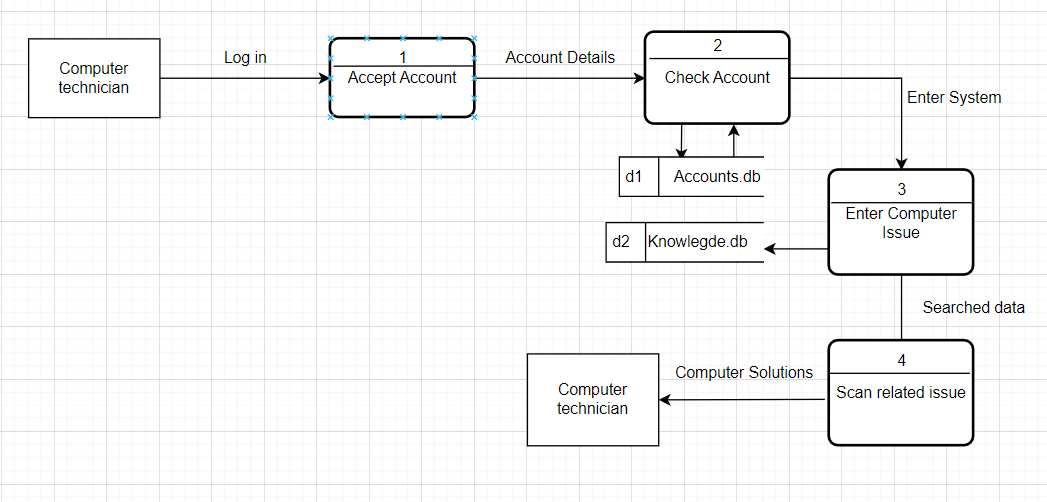 Computer
technician
Log in
1
Accept Account
Account Details
2
Check Account
Enter System
d1
Accounts.db
3
Enter Computer
Issue
d2
Knowlegde.db
Searched data
4
Scan related issue
Computer Solutions
Computer
technician